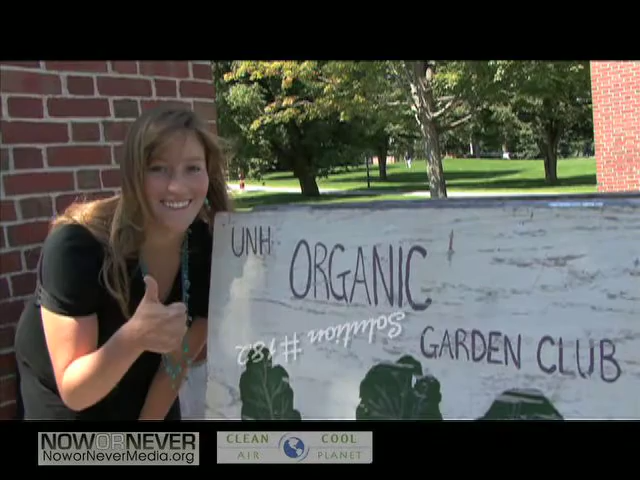 UNH
ORGANIC
GARDEN CLUB
Solution #182
NOWORNEVER
NoworNeverMedia.org
CLEAN COOL
AIR PLANET